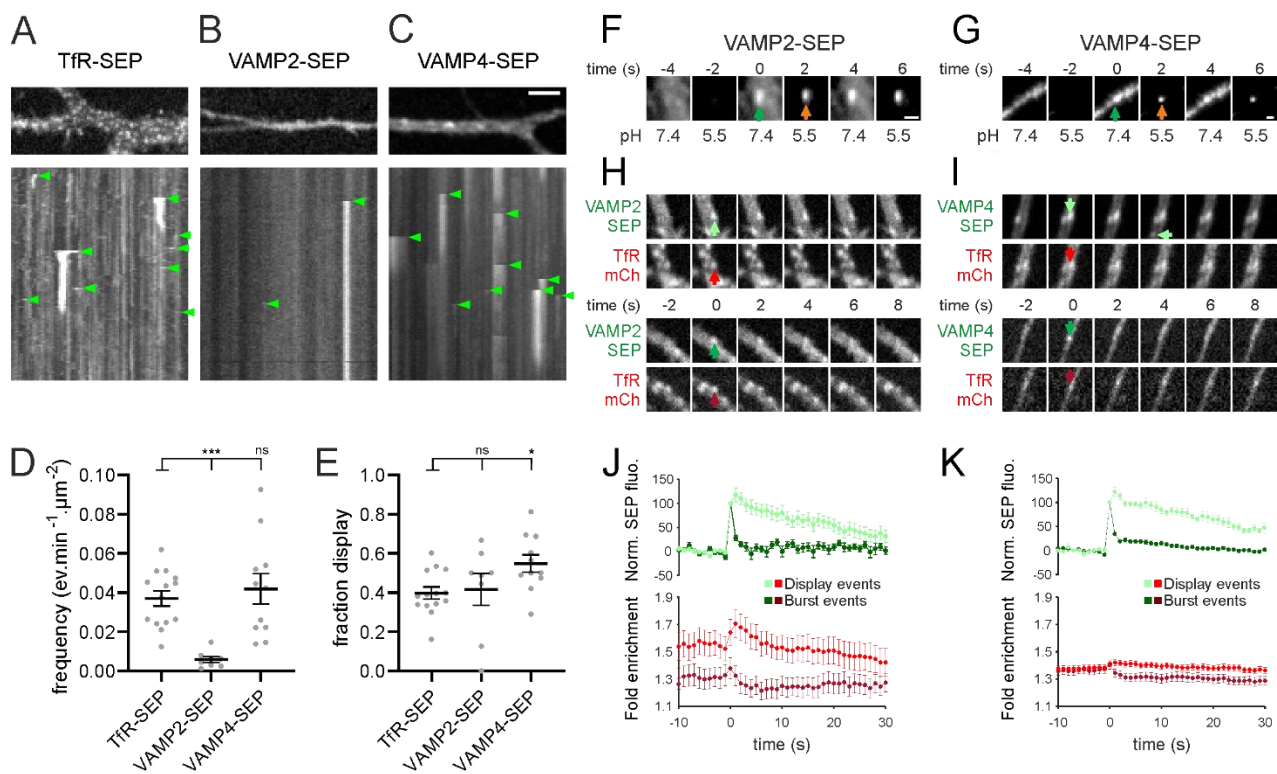 A
TfR-SEP
B
VAMP2-SEP
C
VAMP4-SEP
D
frequency (ev.min⁻¹.µm⁻²)
0.10
0.08
0.06
0.04
0.02
0.00
*** ns
TfR-SEP
VAMP2-SEP
VAMP4-SEP
E
fraction display
1.0
0.8
0.6
0.4
0.2
0.0
ns *
TfR-SEP
VAMP2-SEP
VAMP4-SEP
F
VAMP2-SEP
time (s) -4 -2 0 2 4 6
pH 7.4 5.5 7.4 5.5 7.4 5.5
G
VAMP4-SEP
time (s) -4 -2 0 2 4 6
pH 7.4 5.5 7.4 5.5 7.4 5.5
H
VAMP2
SEP
TfR
mCh
time (s) -2 0 2 4 6 8
VAMP2
SEP
TfR
mCh
I
VAMP4
SEP
TfR
mCh
time (s) -2 0 2 4 6 8
VAMP4
SEP
TfR
mCh
J
Norm. SEP fluo.
150
100
50
0
-50
Display events
Burst events
Fold enrichment
1.9
1.7
1.5
1.3
1.1
-10 0 10 20 30
time (s)
K
Norm. SEP fluo.
150
100
50
0
-50
Fold enrichment
1.9
1.7
1.5
1.3
1.1
-10 0 10 20 30
time (s)